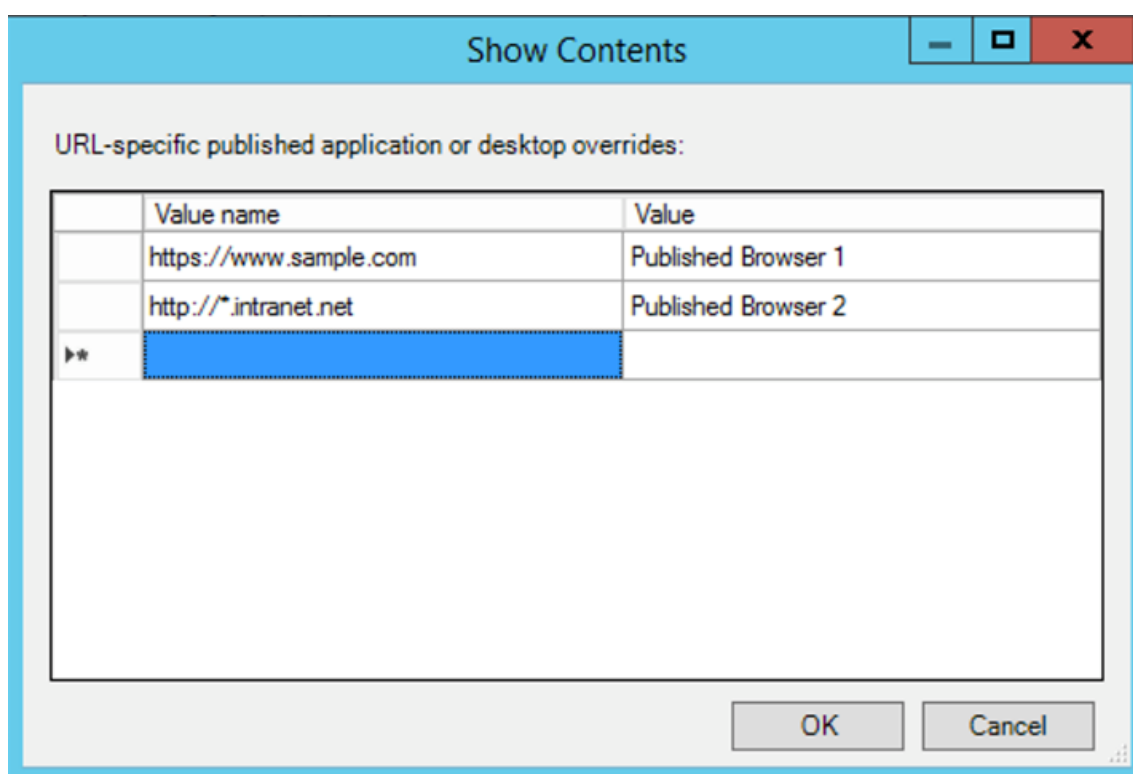 Show Contents
URL-specific published application or desktop overrides:
Value name Value
https://www.sample.com Published Browser 1
http://*.intranet.net Published Browser 2
OK Cancel